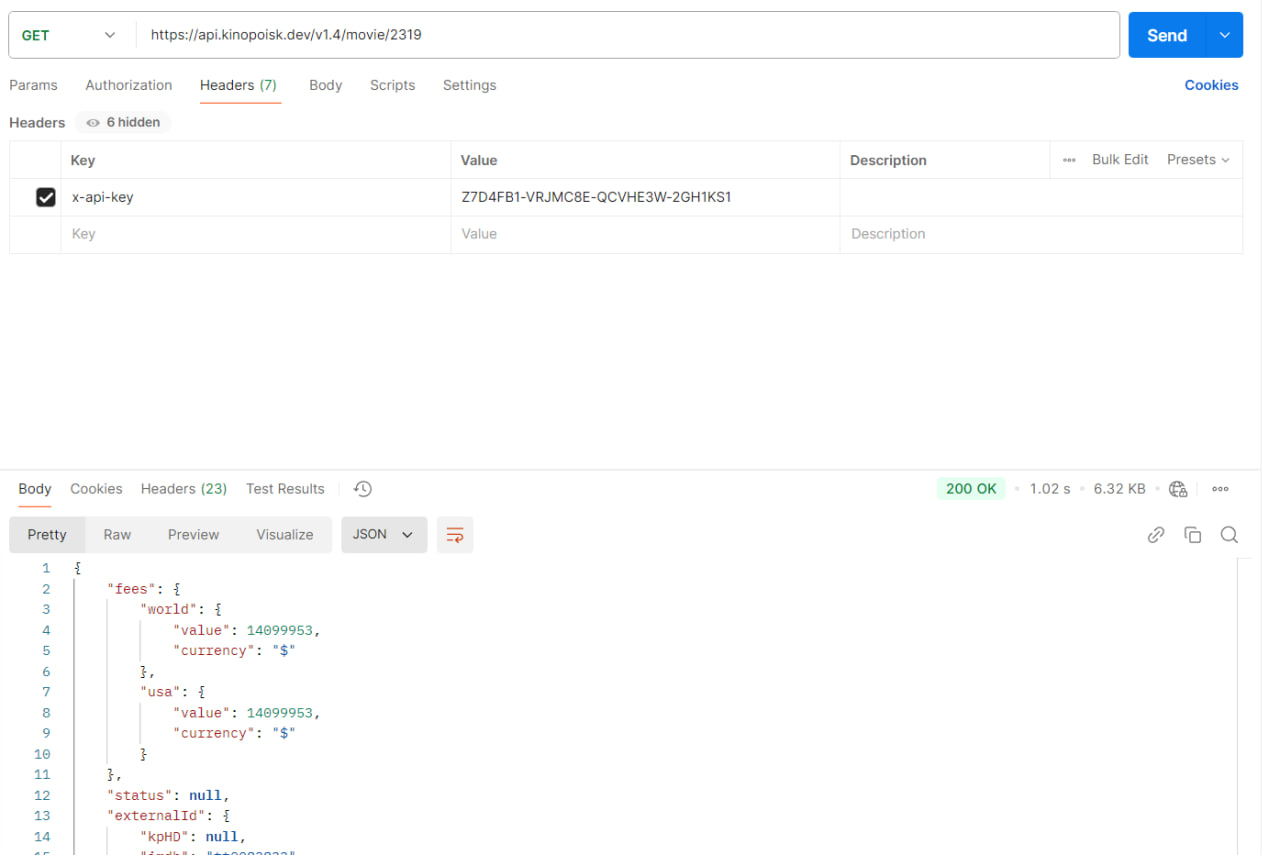 GET https://api.kinopoisk.dev/v1.4/movie/2319 Send
Params Authorization Headers (7) Body Scripts Settings Cookies
Headers 6 hidden
Key Value Description Bulk Edit Presets
x-api-key Z7D4FB1-VRJMC8E-QCVHE3W-2GH1KS1
Key Value Description
Body Cookies Headers (23) Test Results 200 OK 1.02 s 6.32 KB
Pretty Raw Preview Visualize JSON
1 {
2 "fees": {
3 "world": {
4 "value": 14099953,
5 "currency": "$"
6 },
7 "usa": {
8 "value": 14099953,
9 "currency": "$"
10 }
11 },
12 "status": null,
13 "externalId": {
14 "kpHD": null,